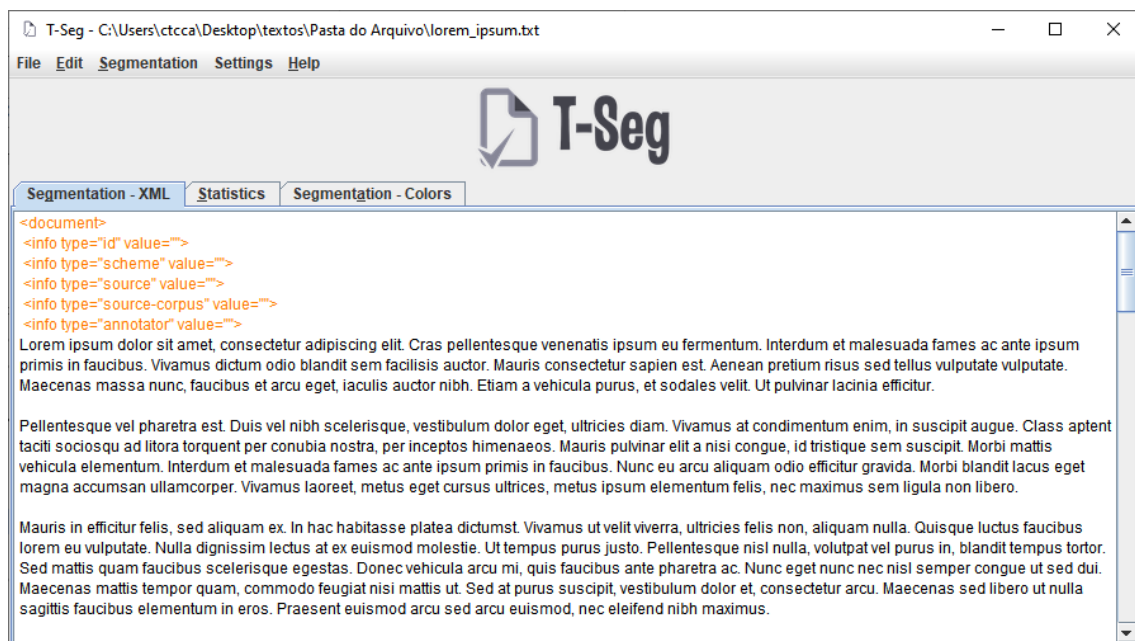 T-Seg - C:\Users\ctcca\Desktop\textos\Pasta do Arquivo\lorem_ipsum.txt
File Edit Segmentation Settings Help
T-Seg
Segmentation - XML Statistics Segmentation - Colors
<document>
<info type="id" value="">
<info type="scheme" value="">
<info type="source" value="">
<info type="source-corpus" value="">
<info type="annotator" value="">
Lorem ipsum dolor sit amet, consectetur adipiscing elit. Cras pellentesque venenatis ipsum eu fermentum. Interdum et malesuada fames ac ante ipsum
primis in faucibus. Vivamus dictum odio blandit sem facilisis auctor. Mauris consectetur sapien est. Aenean pretium risus sed tellus vulputate vulputate.
Maecenas massa nunc, faucibus et arcu eget, iaculis auctor nibh. Etiam a vehicula purus, et sodales velit. Ut pulvinar lacinia efficitur.
Pellentesque vel pharetra est. Duis vel nibh scelerisque, vestibulum dolor eget, ultricies diam. Vivamus at condimentum enim, in suscipit augue. Class aptent
taciti sociosqu ad litora torquent per conubia nostra, per inceptos himenaeos. Mauris pulvinar elit a nisi congue, id tristique sem suscipit. Morbi mattis
vehicula elementum. Interdum et malesuada fames ac ante ipsum primis in faucibus. Nunc eu arcu aliquam odio efficitur gravida. Morbi blandit lacus eget
magna accumsan ullamcorper. Vivamus laoreet, metus eget cursus ultrices, metus ipsum elementum felis, nec maximus sem ligula non libero.
Mauris in efficitur felis, sed aliquam ex. In hac habitasse platea dictumst. Vivamus ut velit viverra, ultricies felis non, aliquam nulla. Quisque luctus faucibus
lorem eu vulputate. Nulla dignissim lectus at ex euismod molestie. Ut tempus purus justo. Pellentesque nisl nulla, volutpat vel purus in, blandit tempus tortor.
Sed mattis quam faucibus scelerisque egestas. Donec vehicula arcu mi, quis faucibus ante pharetra ac. Nunc eget nunc nec nisl semper congue ut sed dui.
Maecenas mattis tempor quam, commodo feugiat nisi mattis ut. Sed at purus suscipit, vestibulum dolor et, consectetur arcu. Maecenas sed libero ut nulla
sagittis faucibus elementum in eros. Praesent euismod arcu sed arcu euismod, nec eleifend nibh maximus.